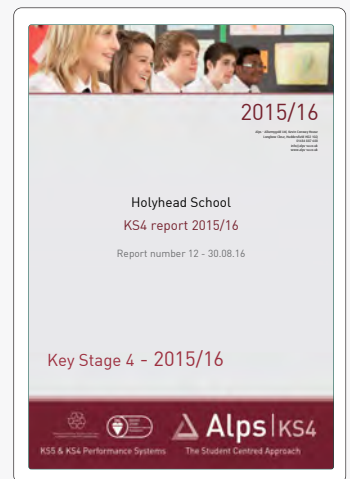 2015/16
Holyhead School
KS4 report 2015/16
Report number 12 - 30.08.16
Key Stage 4 - 2015/16
Alps KS4
KS5 & KS4 Performance Systems
The Student Centred Approach